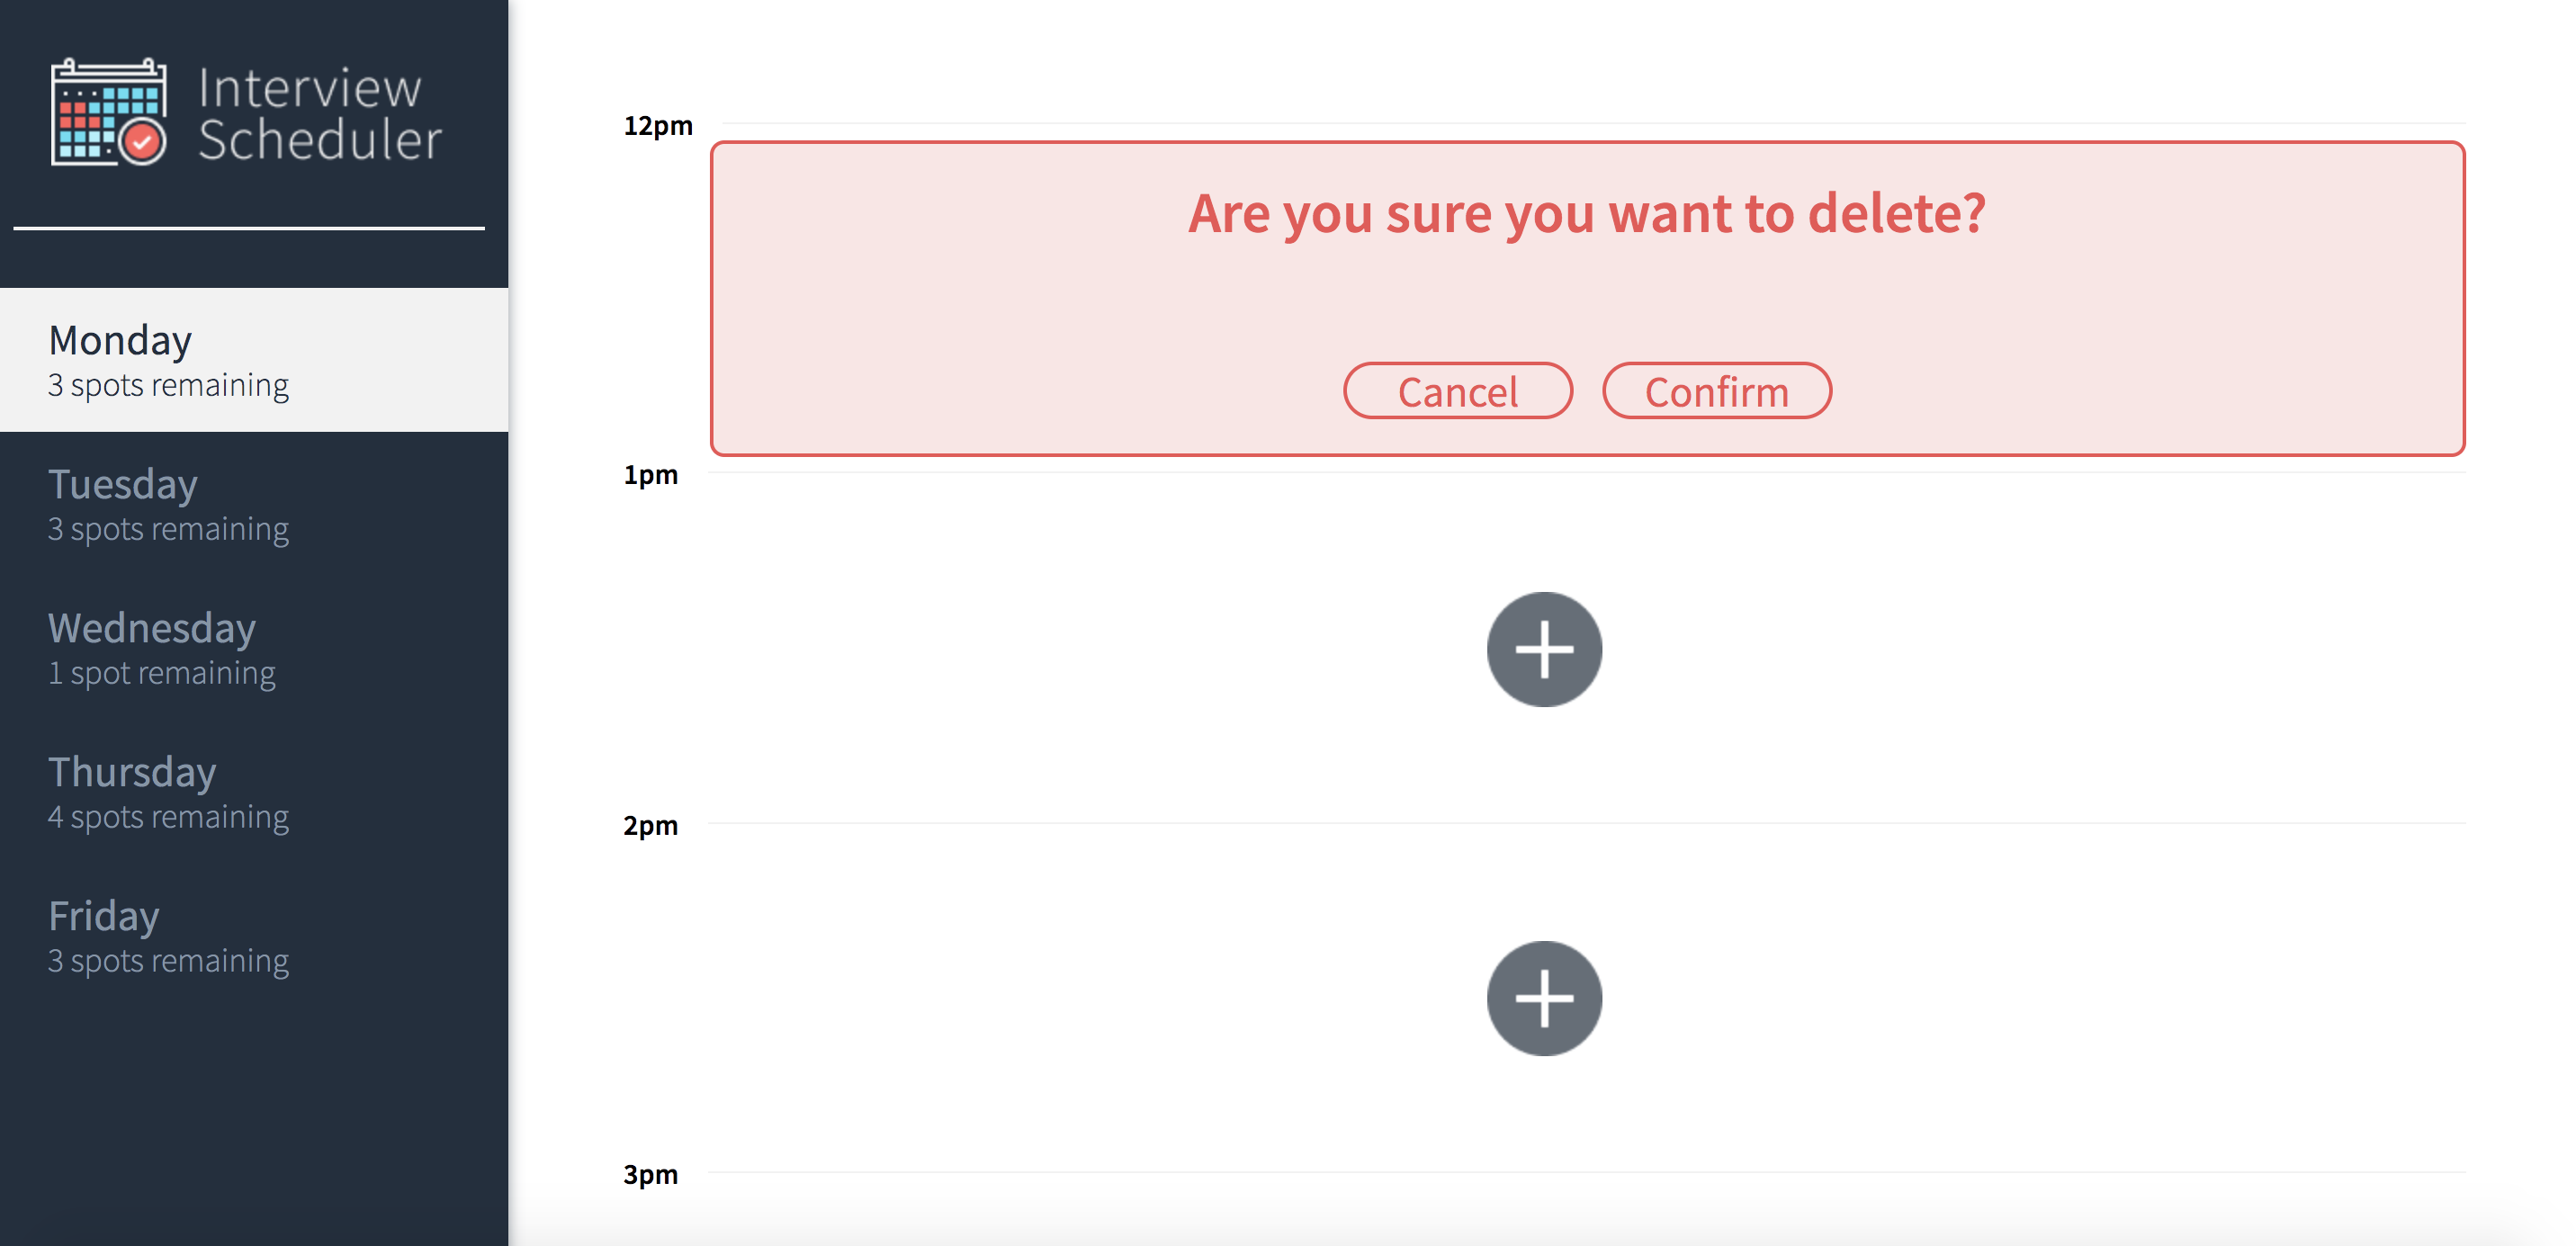 Interview
Scheduler
Monday
3 spots remaining
Tuesday
3 spots remaining
Wednesday
1 spot remaining
Thursday
4 spots remaining
Friday
3 spots remaining
12pm
Are you sure you want to delete?
Cancel Confirm
1pm
2pm
3pm